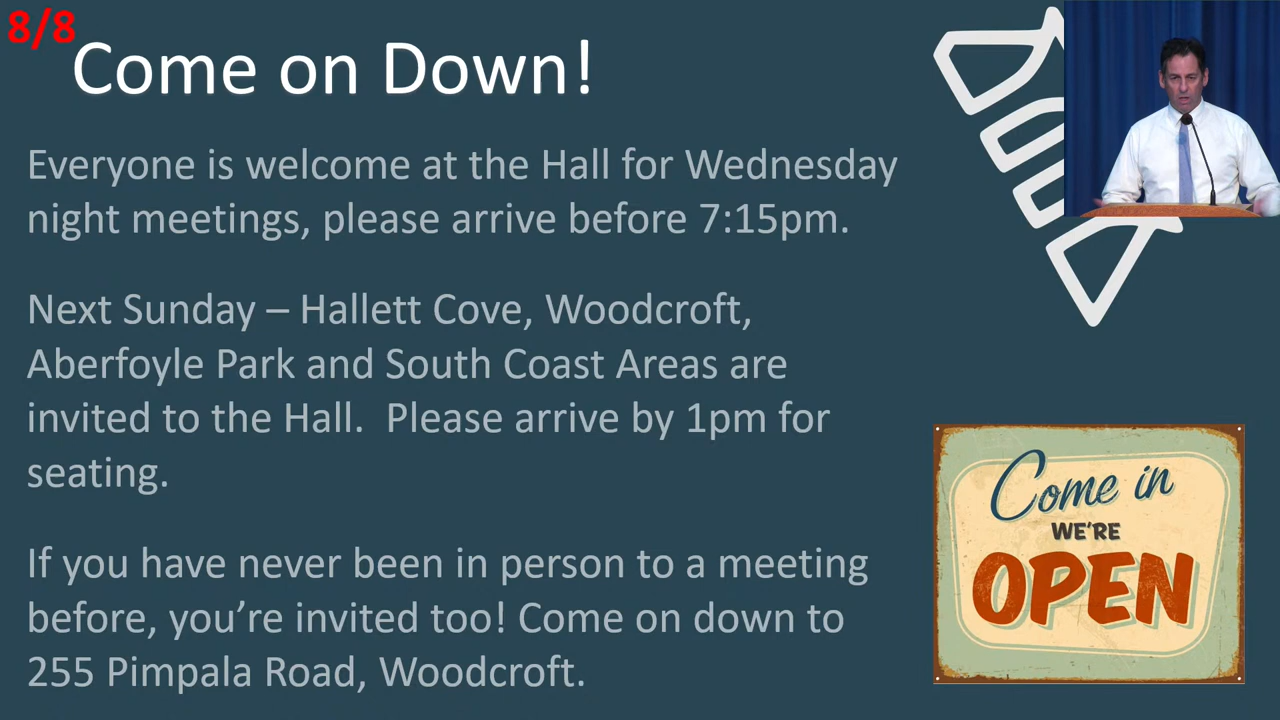 8/8
Come on Down!
Everyone is welcome at the Hall for Wednesday
night meetings, please arrive before 7:15pm.
Next Sunday – Hallett Cove, Woodcroft,
Aberfoyle Park and South Coast Areas are
invited to the Hall.  Please arrive by 1pm for
seating.
If you have never been in person to a meeting
before, you’re invited too! Come on down to
255 Pimpala Road, Woodcroft.
Come in
WE'RE
OPEN